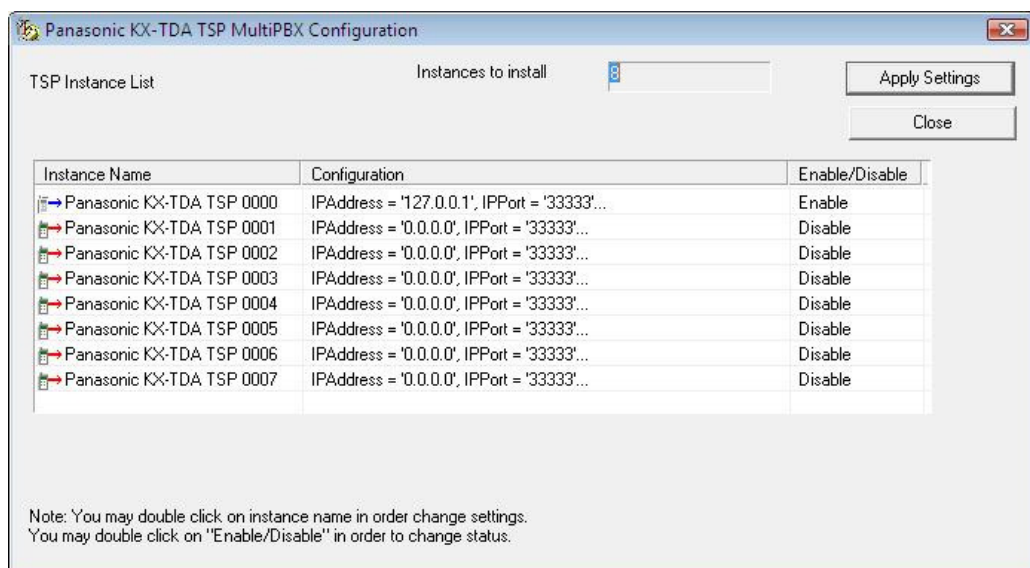 Panasonic KX-TDA TSP MultiPBX Configuration
TSP Instance List Instances to install 8 Apply Settings
Close
Instance Name Configuration Enable/Disable
Panasonic KX-TDA TSP 0000 IPAddress = '127.0.0.1', IPPort = '33333'... Enable
Panasonic KX-TDA TSP 0001 IPAddress = '0.0.0.0', IPPort = '33333'... Disable
Panasonic KX-TDA TSP 0002 IPAddress = '0.0.0.0', IPPort = '33333'... Disable
Panasonic KX-TDA TSP 0003 IPAddress = '0.0.0.0', IPPort = '33333'... Disable
Panasonic KX-TDA TSP 0004 IPAddress = '0.0.0.0', IPPort = '33333'... Disable
Panasonic KX-TDA TSP 0005 IPAddress = '0.0.0.0', IPPort = '33333'... Disable
Panasonic KX-TDA TSP 0006 IPAddress = '0.0.0.0', IPPort = '33333'... Disable
Panasonic KX-TDA TSP 0007 IPAddress = '0.0.0.0', IPPort = '33333'... Disable
Note: You may double click on instance name in order change settings.
You may double click on "Enable/Disable" in order to change status.